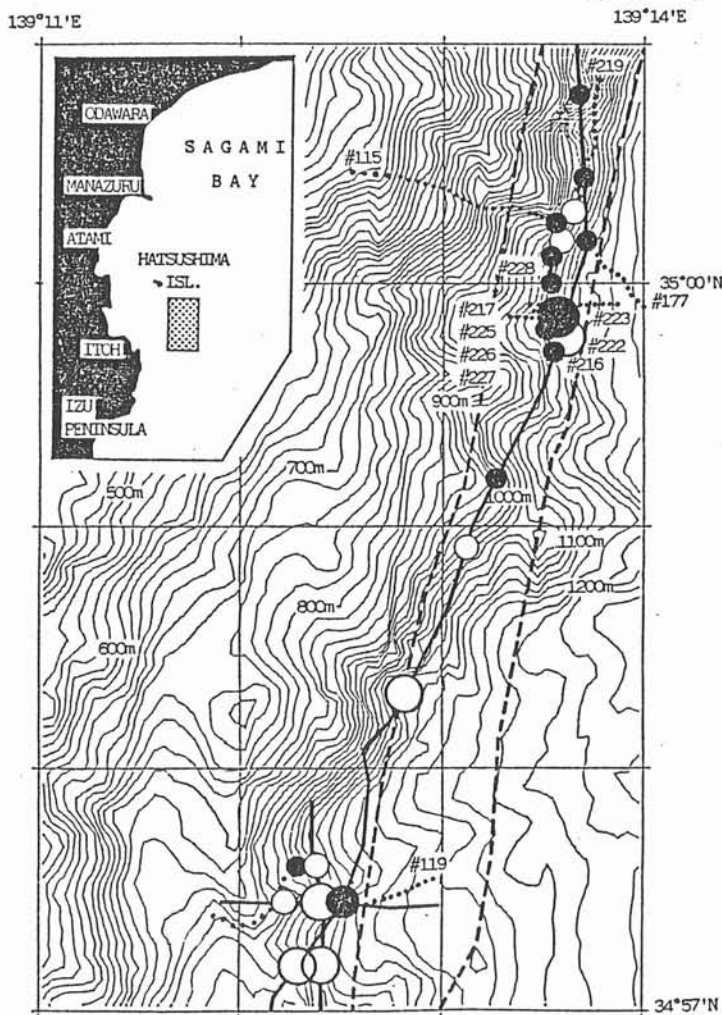 139°11'E
139°14'E
#219
ODAWARA
SAGAMI
BAY
#115
MANAZURU
ATAMI
HATSUSHIMA
ISL.
#228
35°00'N
#177
#217
#223
#225
ITOH
#222
#226
#216
#227
IZU
PENINSULA
900m
700m
500m
1000m
1100m
1200m
800m
600m
#119
34°57'N